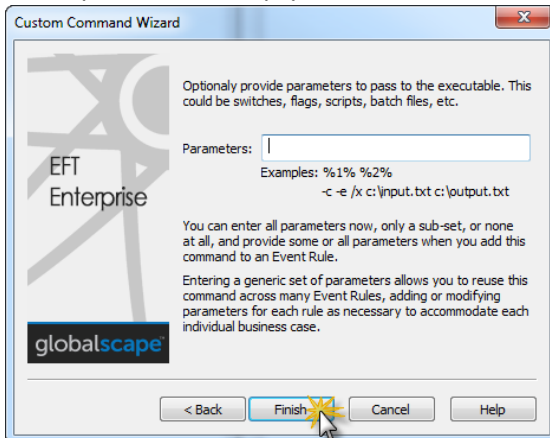 Custom Command Wizard
Optionaly provide parameters to pass to the executable. This
could be switches, flags, scripts, batch files, etc.
Parameters:
Examples: %1% %2%
-c -e /x c:\input.txt c:\output.txt
EFT
Enterprise
You can enter all parameters now, only a sub-set, or none
at all, and provide some or all parameters when you add this
command to an Event Rule.
Entering a generic set of parameters allows you to reuse this
command across many Event Rules, adding or modifying
parameters for each rule as necessary to accommodate each
individual business case.
globalscape
< Back Finish Cancel Help